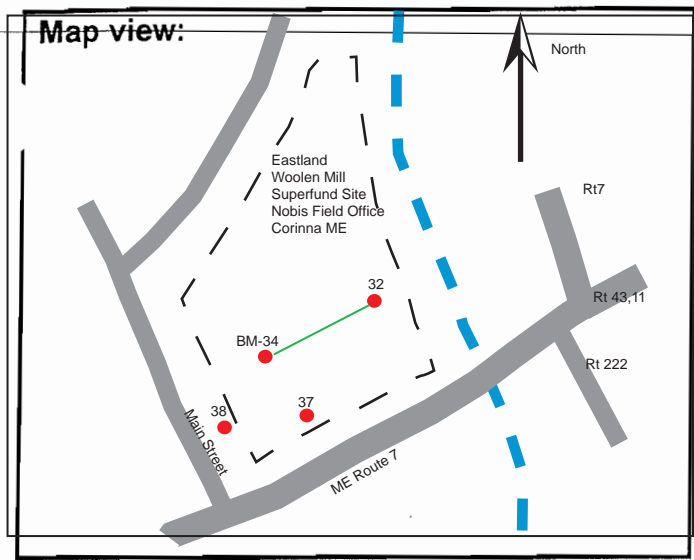 Map view:
North
Eastland
Woolen Mill
Superfund Site
Nobis Field Office
Corinna ME
Rt7
32
Rt 43,11
BM-34
Rt 222
37
38
Main Street
ME Route 7